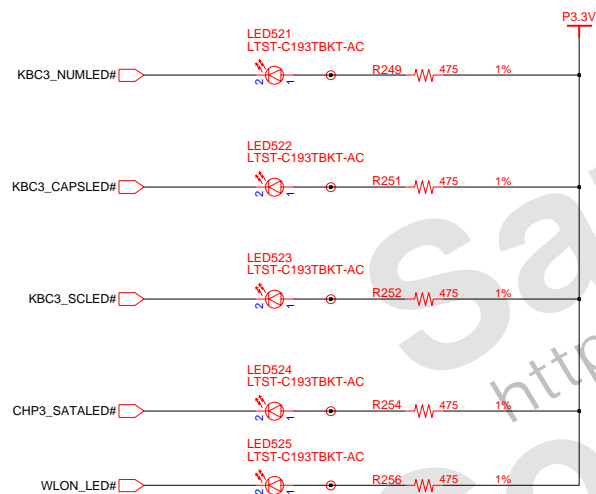 P3.3V
LED521
LTST-C193TBKT-AC
KBC3_NUMLED# 2 1 R249 475 1%
LED522
LTST-C193TBKT-AC
KBC3_CAPSLED# 2 1 R251 475 1%
LED523
LTST-C193TBKT-AC
KBC3_SCLED# 2 1 R252 475 1%
LED524
LTST-C193TBKT-AC
CHP3_SATALED# 2 1 R254 475 1%
LED525
LTST-C193TBKT-AC
WLON_LED# 2 1 R256 475 1%
Sa
http